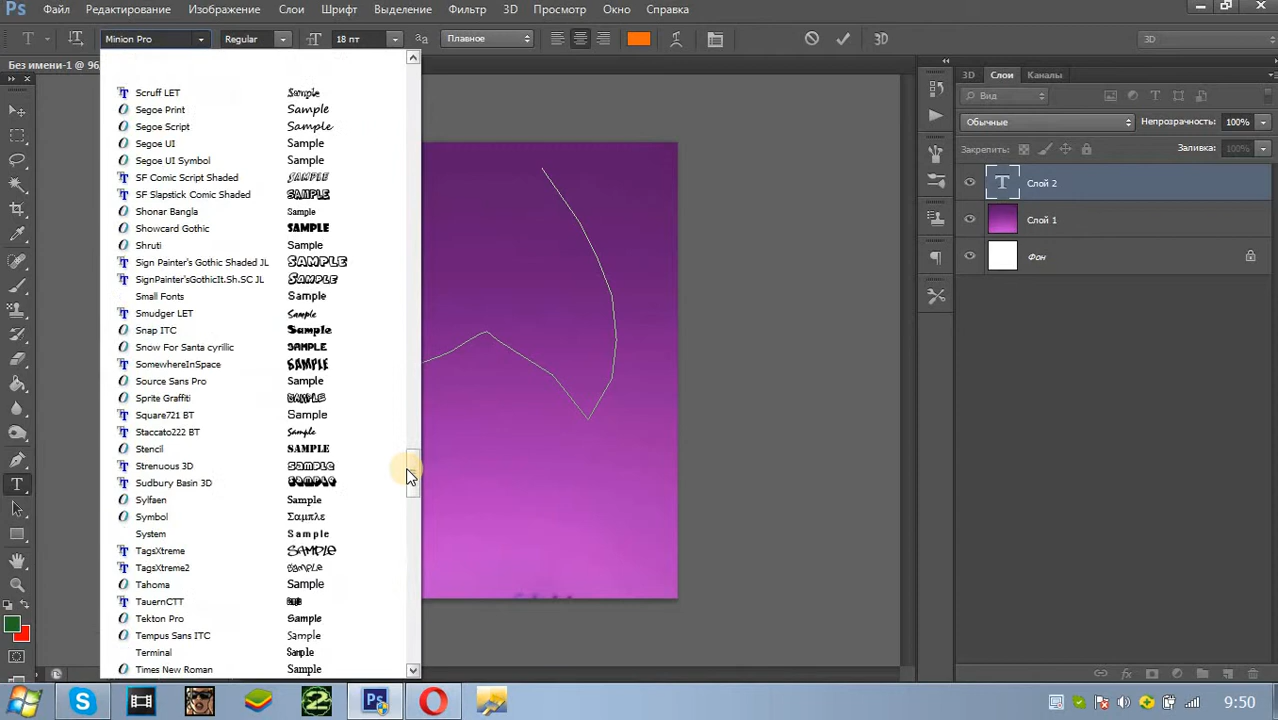 Ps Файл Редактирование Изображение Слои Шрифт Выделение Фильтр 3D Просмотр Окно Справка
T Minion Pro Regular 18 пт Плавное 3D 3D
Без имени-1 @
3D Слои Каналы
Вид
Обычные Непрозрачность: 100%
Закрепить: Заливка: 100%
T Слой 2
Слой 1
Фон
Scruff LET Sample
Segoe Print Sample
Segoe Script Sample
Segoe UI Sample
Segoe UI Symbol Sample
SF Comic Script Shaded SAMPLE
SF Slapstick Comic Shaded SAMPLE
Shonar Bangla Sample
Showcard Gothic SAMPLE
Shruti Sample
Sign Painter's Gothic Shaded JL SAMPLE
SignPainter'sGothicIt.Sh.SC JL SAMPLE
Small Fonts Sample
Smudger LET Sample
Snap ITC Sample
Snow For Santa cyrillic SAMPLE
SomewhereInSpace SAMPLE
Source Sans Pro Sample
Sprite Graffiti SAMPLE
Square721 BT Sample
Staccato222 BT Sample
Stencil SAMPLE
Strenuous 3D Sample
Sudbury Basin 3D Sample
Sylfaen Sample
Symbol Σαμπλε
System Sample
TagsXtreme SAMPLE
TagsXtreme2 SAMPLE
Tahoma Sample
TauernCTT
Tekton Pro Sample
Tempus Sans ITC Sample
Terminal Sample
Times New Roman Sample
9:50